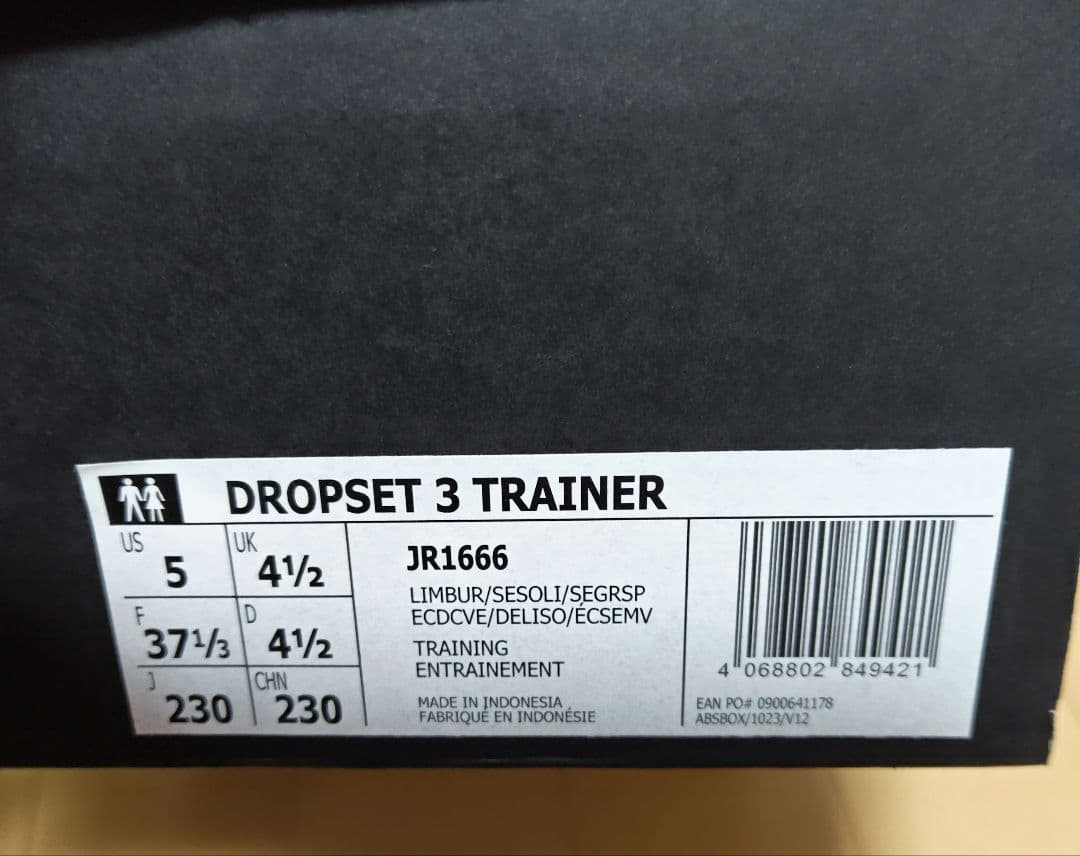 DROPSET 3 TRAINER
US 5 UK 4½
F 37⅓ D 4½
J 230 CHN 230
JR1666
LIMBUR/SESOLI/SEGRSP
ECDCVE/DELISO/ÉCSEMV
TRAINING
ENTRAINEMENT
MADE IN INDONESIA
FABRIQUÉ EN INDONÉSIE
4 068802 849421
EAN PO# 0900641178
ABSBOX/1023/V12